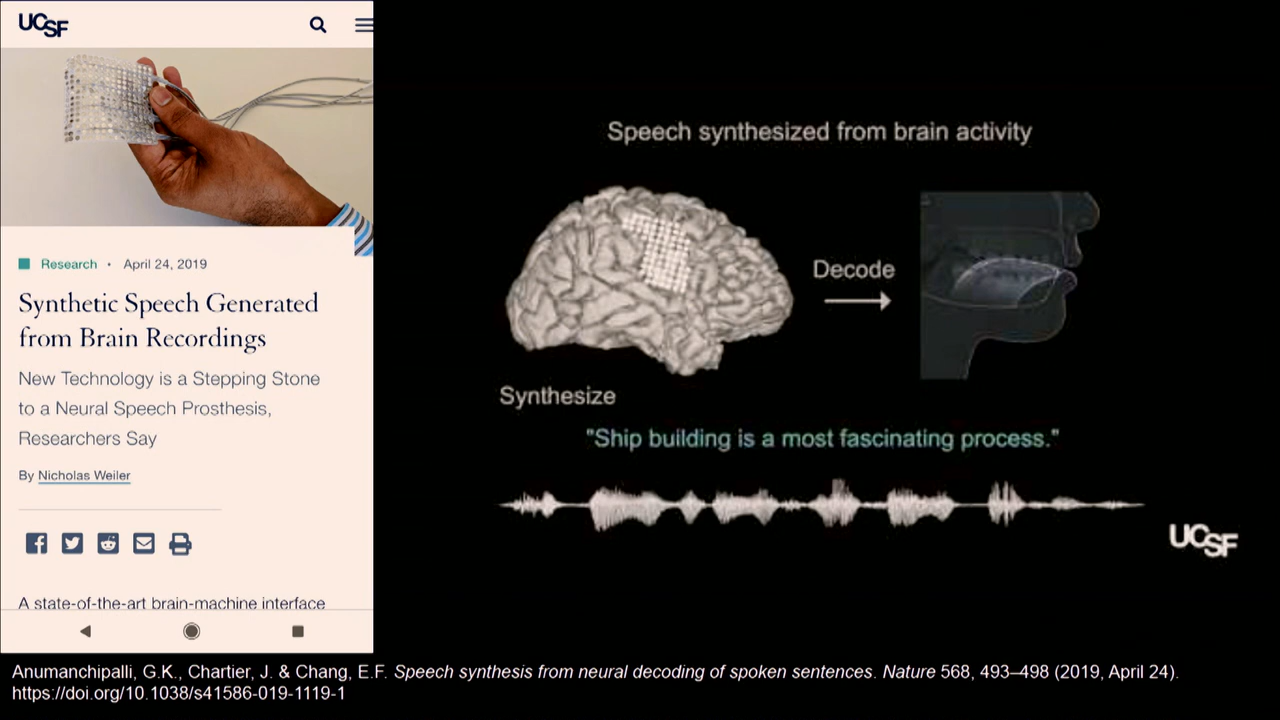 UCSF
Research • April 24, 2019
Synthetic Speech Generated
from Brain Recordings
New Technology is a Stepping Stone
to a Neural Speech Prosthesis,
Researchers Say
By Nicholas Weiler
A state-of-the-art brain-machine interface
Speech synthesized from brain activity
Decode
Synthesize
"Ship building is a most fascinating process."
UCSF
Anumanchipalli, G.K., Chartier, J. & Chang, E.F. Speech synthesis from neural decoding of spoken sentences. Nature 568, 493–498 (2019, April 24).
https://doi.org/10.1038/s41586-019-1119-1